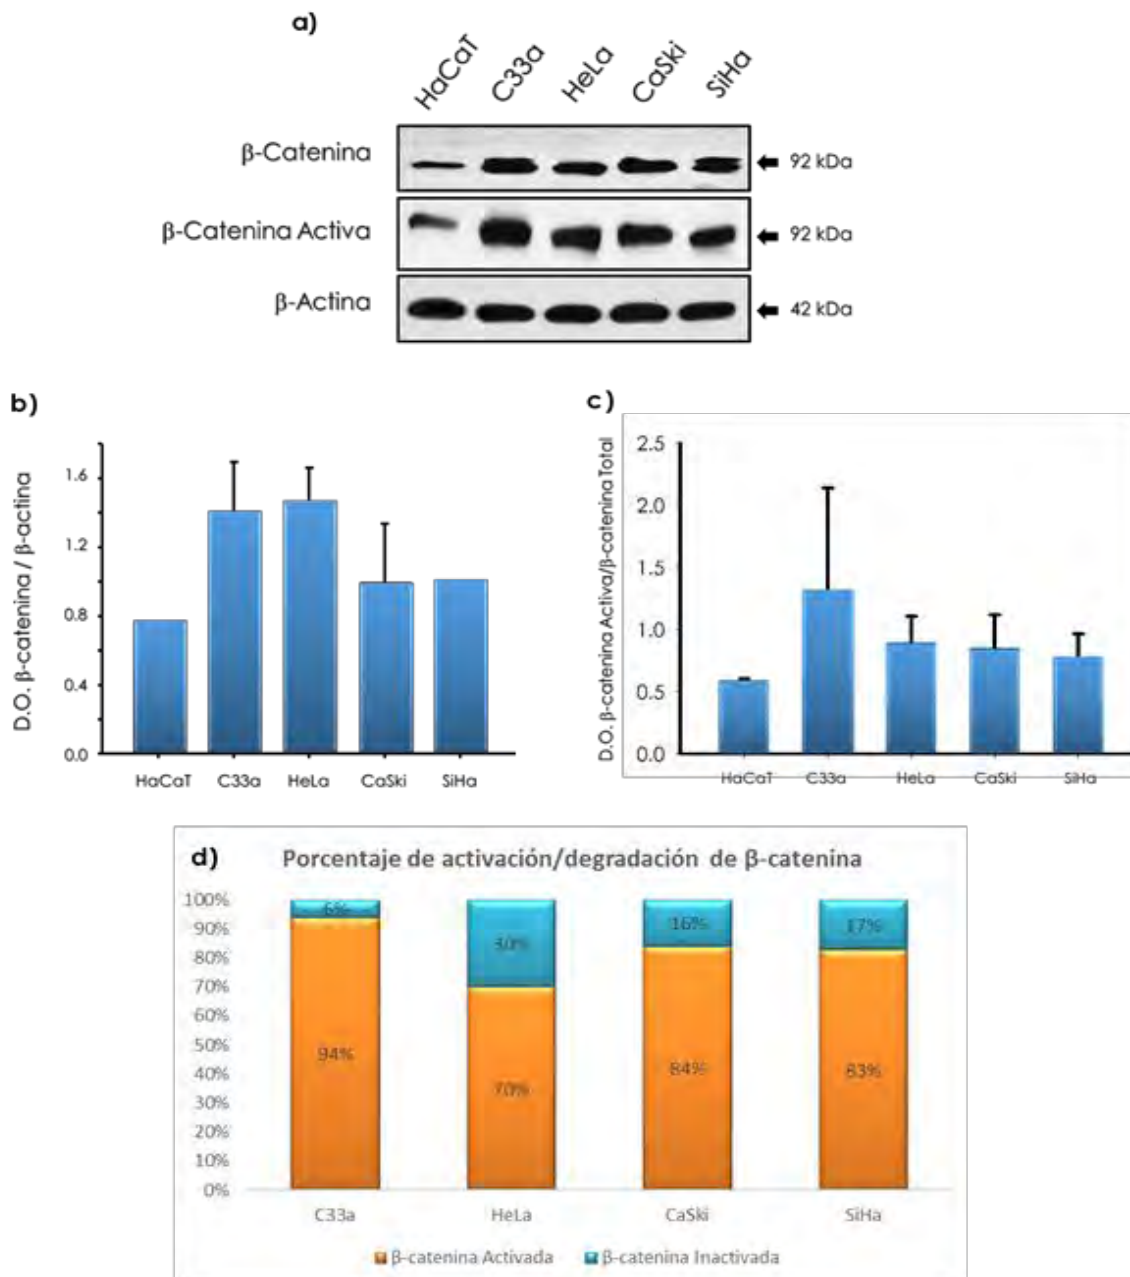 a)
HaCaT C33a HeLa CaSki SiHa
β-Catenina 92 kDa
β-Catenina Activa 92 kDa
β-Actina 42 kDa
b)
D.O. β-catenina / β-actina
1.6
1.2
0.8
0.4
0.0
HaCaT C33a HeLa CaSki SiHa
c)
D.O. β-catenina Activa/β-catenina Total
2.5
2.0
1.5
1.0
0.5
0.0
HaCaT C33a HeLa CaSki SiHa
d) Porcentaje de activación/degradación de β-catenina
100%
90%
80%
70%
60%
50%
40%
30%
20%
10%
0%
6% 30% 16% 17%
94% 70% 84% 83%
C33a HeLa CaSki SiHa
β-catenina Activada β-catenina Inactivada